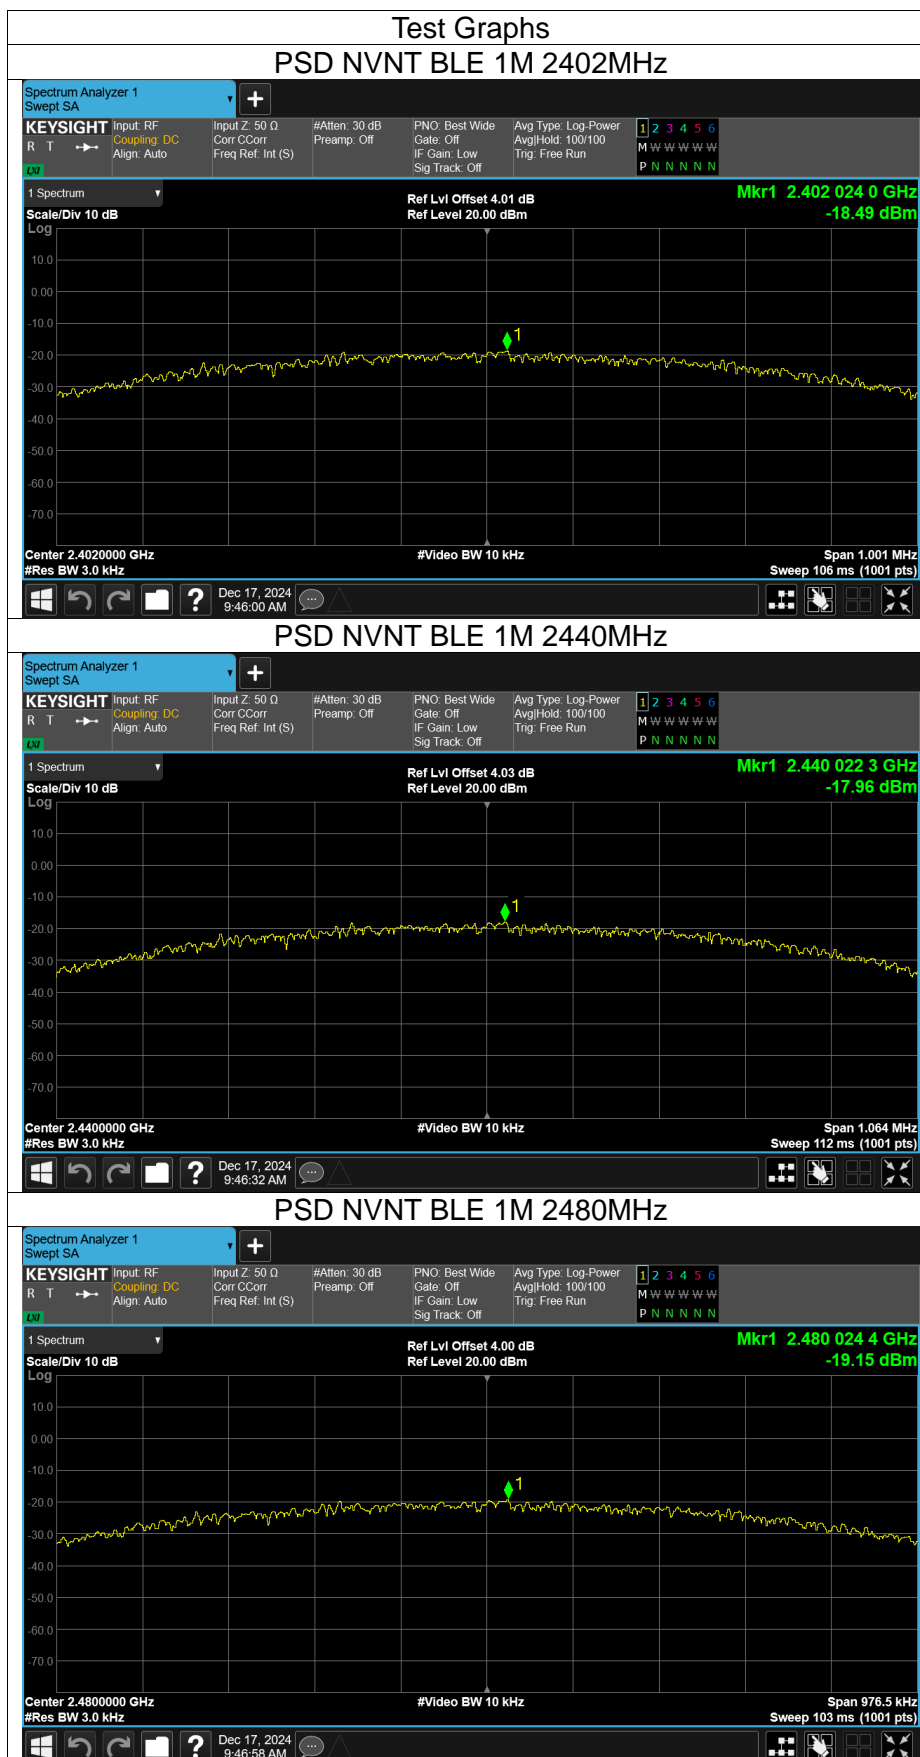 Test Graphs
PSD NVNT BLE 1M 2402MHz
Spectrum Analyzer 1
Swept SA
KEYSIGHT
R T
LXI
Input: RF
Coupling: DC
Align: Auto
Input Z: 50 Ω
Corr CCorr
Freq Ref: Int (S)
#Atten: 30 dB
Preamp: Off
PNO: Best Wide
Gate: Off
IF Gain: Low
Sig Track: Off
Avg Type: Log-Power
Avg|Hold: 100/100
Trig: Free Run
1 2 3 4 5 6
M W W W W W
P N N N N N
1 Spectrum
Scale/Div 10 dB
Ref Lvl Offset 4.01 dB
Ref Level 20.00 dBm
Mkr1 2.402 024 0 GHz
-18.49 dBm
Log
10.0
0.00
-10.0
-20.0
-30.0
-40.0
-50.0
-60.0
-70.0
1
Center 2.4020000 GHz
#Res BW 3.0 kHz
#Video BW 10 kHz
Span 1.001 MHz
Sweep 106 ms (1001 pts)
?
Dec 17, 2024
9:46:00 AM
PSD NVNT BLE 1M 2440MHz
Spectrum Analyzer 1
Swept SA
KEYSIGHT
R T
LXI
Input: RF
Coupling: DC
Align: Auto
Input Z: 50 Ω
Corr CCorr
Freq Ref: Int (S)
#Atten: 30 dB
Preamp: Off
PNO: Best Wide
Gate: Off
IF Gain: Low
Sig Track: Off
Avg Type: Log-Power
Avg|Hold: 100/100
Trig: Free Run
1 2 3 4 5 6
M W W W W W
P N N N N N
1 Spectrum
Scale/Div 10 dB
Ref Lvl Offset 4.03 dB
Ref Level 20.00 dBm
Mkr1 2.440 022 3 GHz
-17.96 dBm
Log
10.0
0.00
-10.0
-20.0
-30.0
-40.0
-50.0
-60.0
-70.0
1
Center 2.4400000 GHz
#Res BW 3.0 kHz
#Video BW 10 kHz
Span 1.064 MHz
Sweep 112 ms (1001 pts)
?
Dec 17, 2024
9:46:32 AM
PSD NVNT BLE 1M 2480MHz
Spectrum Analyzer 1
Swept SA
KEYSIGHT
R T
LXI
Input: RF
Coupling: DC
Align: Auto
Input Z: 50 Ω
Corr CCorr
Freq Ref: Int (S)
#Atten: 30 dB
Preamp: Off
PNO: Best Wide
Gate: Off
IF Gain: Low
Sig Track: Off
Avg Type: Log-Power
Avg|Hold: 100/100
Trig: Free Run
1 2 3 4 5 6
M W W W W W
P N N N N N
1 Spectrum
Scale/Div 10 dB
Ref Lvl Offset 4.00 dB
Ref Level 20.00 dBm
Mkr1 2.480 024 4 GHz
-19.15 dBm
Log
10.0
0.00
-10.0
-20.0
-30.0
-40.0
-50.0
-60.0
-70.0
1
Center 2.4800000 GHz
#Res BW 3.0 kHz
#Video BW 10 kHz
Span 976.5 kHz
Sweep 103 ms (1001 pts)
?
Dec 17, 2024
9:46:58 AM